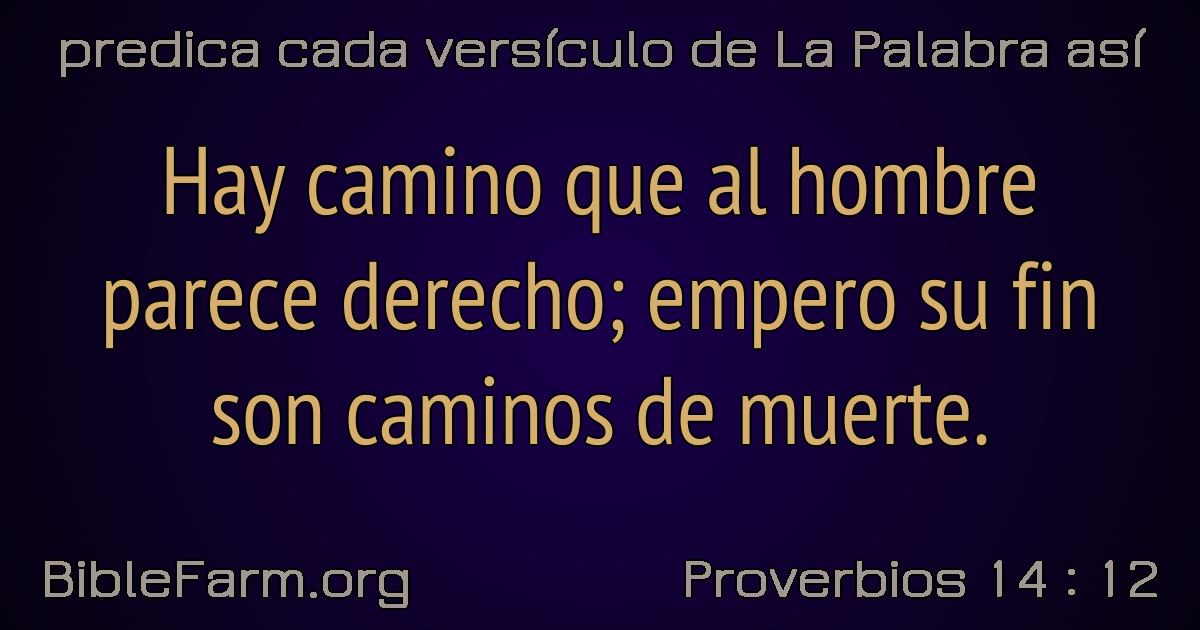 predica cada versículo de La Palabra así
Hay camino que al hombre
parece derecho; empero su fin
son caminos de muerte.
BibleFarm.org
Proverbios 14 : 12